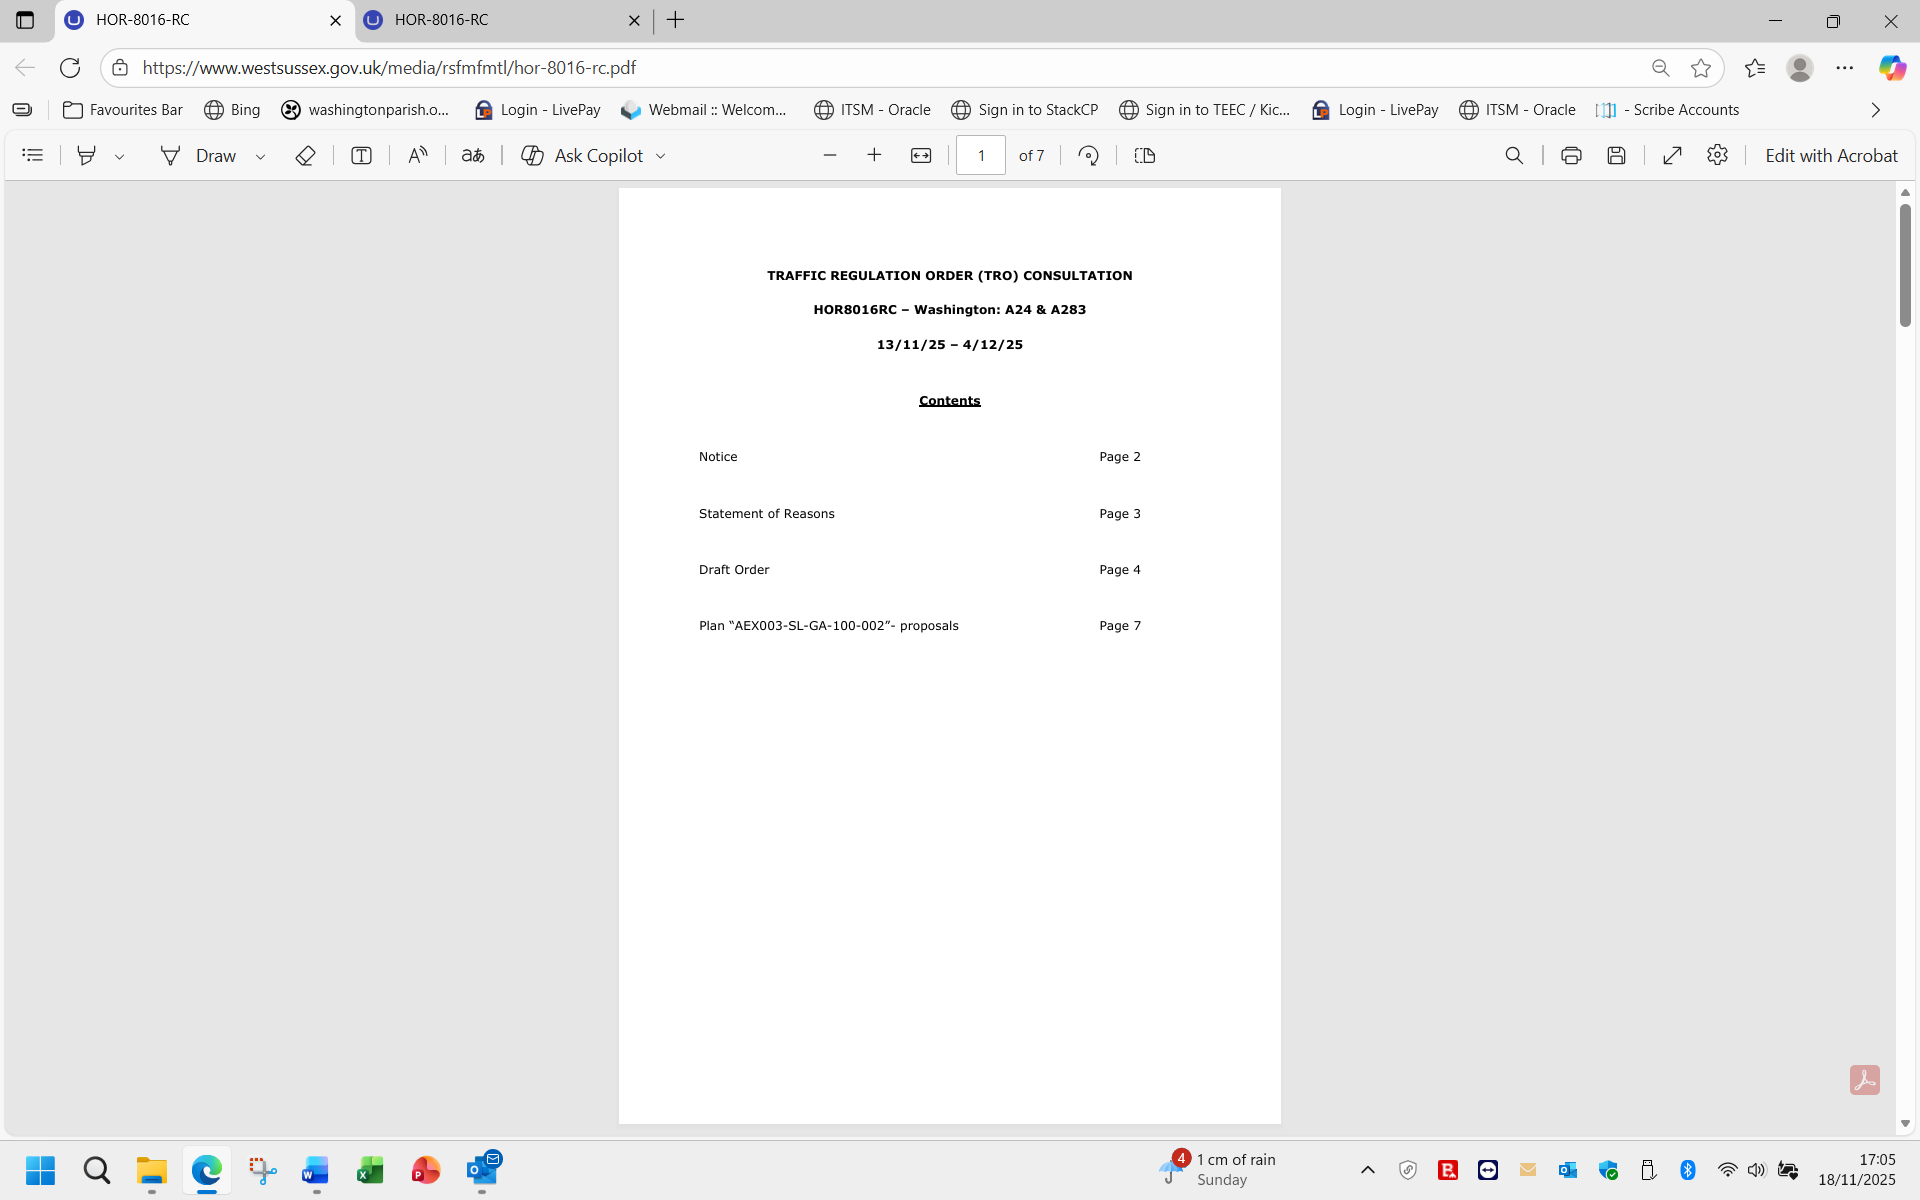 HOR-8016-RC
HOR-8016-RC
https://www.westsussex.gov.uk/media/rsfmfmtl/hor-8016-rc.pdf
Favourites Bar
Bing
washingtonparish.o...
Login - LivePay
Webmail :: Welcom...
ITSM - Oracle
Sign in to StackCP
Sign in to TEEC / Kic...
Login - LivePay
ITSM - Oracle
- Scribe Accounts
Draw
Ask Copilot
1 of 7
Edit with Acrobat
TRAFFIC REGULATION ORDER (TRO) CONSULTATION
HOR8016RC – Washington: A24 & A283
13/11/25 – 4/12/25
Contents
Notice Page 2
Statement of Reasons Page 3
Draft Order Page 4
Plan “AEX003-SL-GA-100-002”- proposals Page 7
4
1 cm of rain
Sunday
17:05
18/11/2025